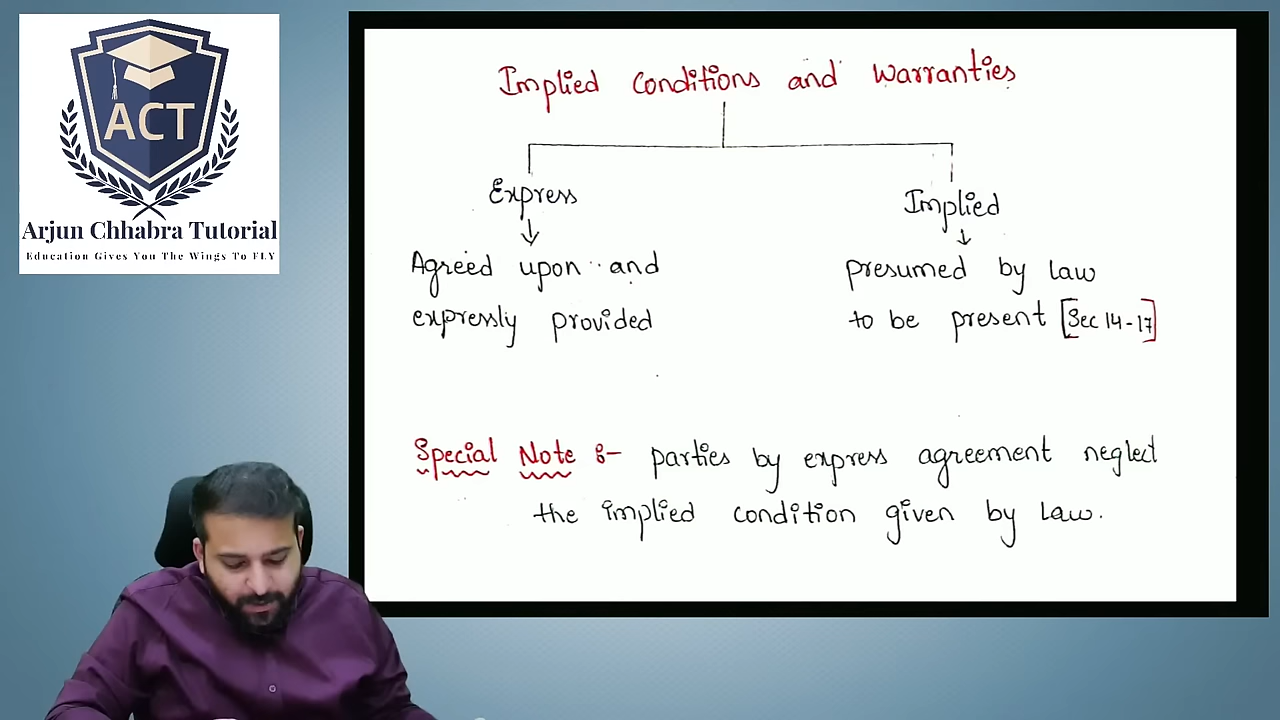 ACT
Arjun Chhabra Tutorial
Education Gives You The Wings To FLY
Implied Conditions and Warranties
Express
Implied
Agreed upon and
expressly provided
presumed by law
to be present [Sec 14-17]
Special Note :- parties by express agreement neglect
the implied condition given by law.